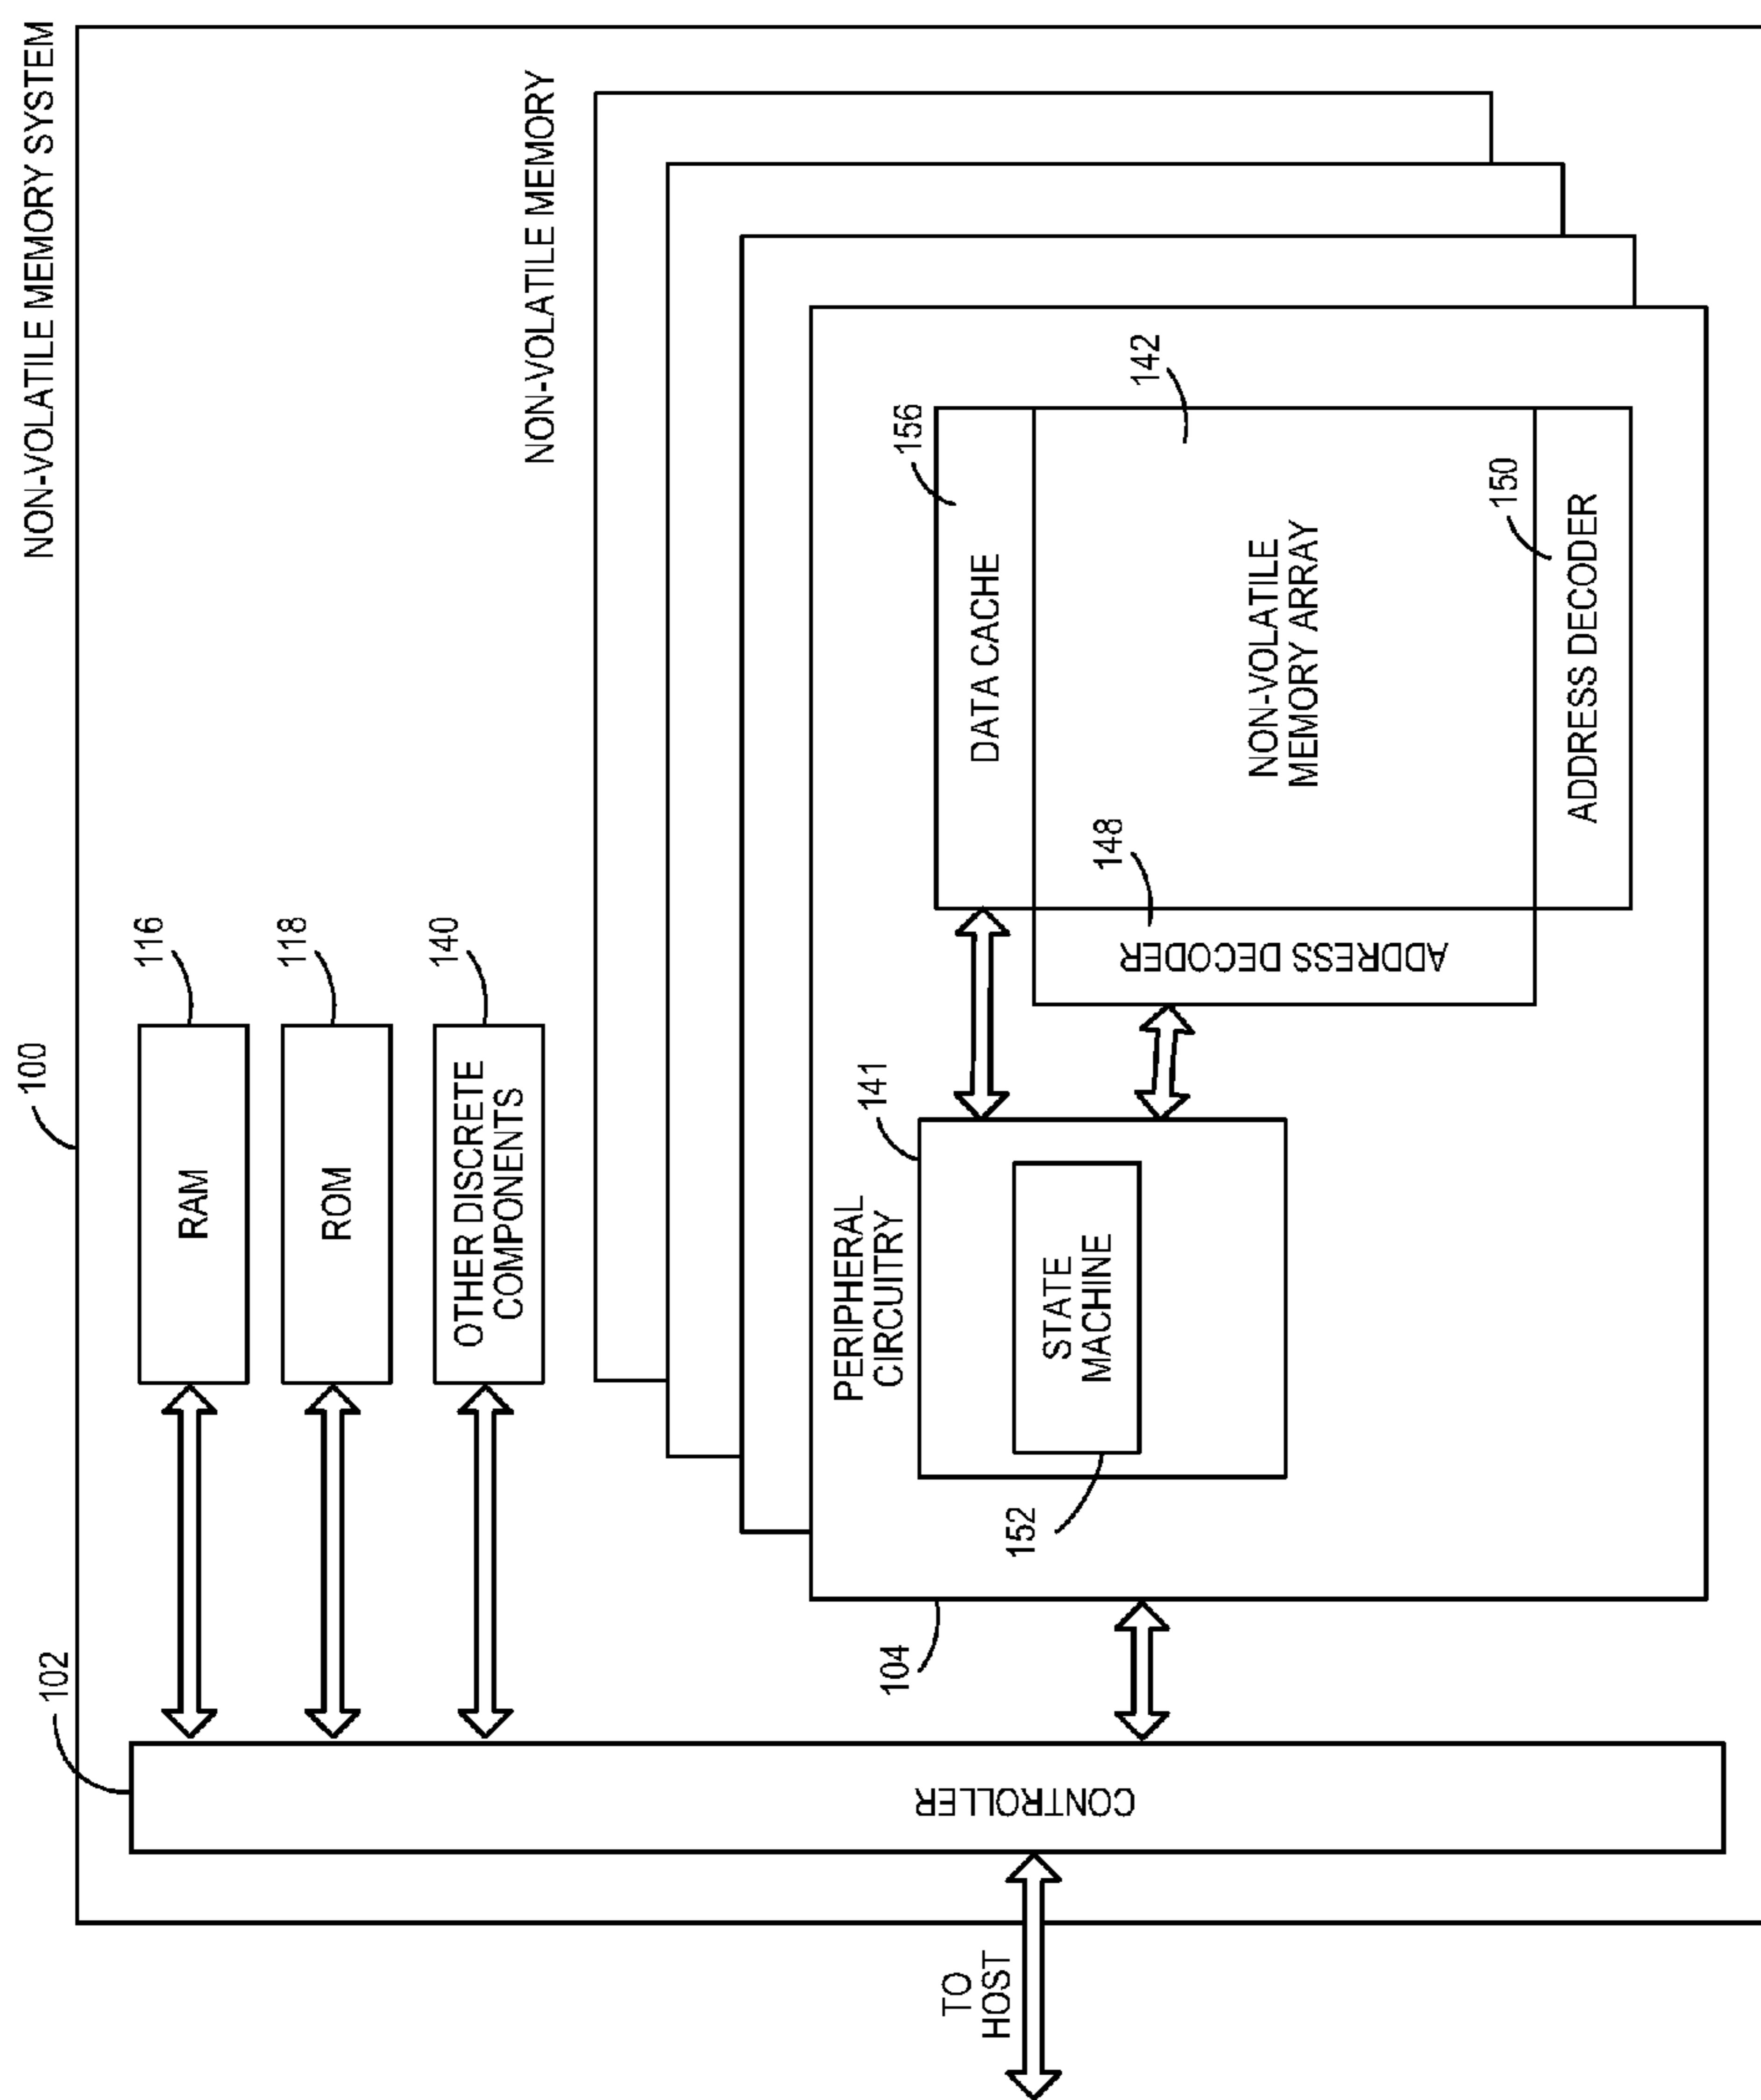 NON-VOLATILE MEMORY SYSTEM
100
102
116
RAM
118
ROM
140
OTHER DISCRETE
COMPONENTS
NON-VOLATILE MEMORY
CONTROLLER
TO
HOST
104
PERIPHERAL
CIRCUITRY
141
STATE
MACHINE
152
156
DATA CACHE
142
NON-VOLATILE
MEMORY ARRAY
148
ADDRESS DECODER
150
ADDRESS DECODER